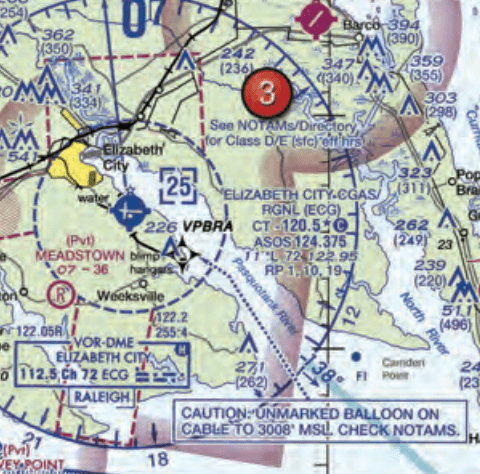 (254)
362
(350)
07
242
(236)
Barco
394
(390)
347
(340)
359
(355)
303
(298)
341
(334)
3
See NOTAMs/Directory
for Class D/E (sfc) eff hrs
541
Elizabeth
City
25
323
(311)
water
ELIZABETH CITY CGAS/
RGNL (ECG)
CT - 120.5 C
ASOS 124.375
11 *L 72 122.95
RP 1, 10, 19
226
VPBRA
262
(249)
23
(Pvt)
MEADSTOWN
07 - 36
blimp
hangars
R
Weeksville
Pasquotank River
239
(220)
511
(496)
North River
12
122.05R
122.2
255.4
VOR-DME
ELIZABETH CITY
H
112.5 Ch 72 ECG
RALEIGH
271
(262)
38°
Fl
Camden
Point
CAUTION: UNMARKED BALLOON ON
CABLE TO 3008' MSL. CHECK NOTAMS.
21
18
(Pvt)
VEY POINT